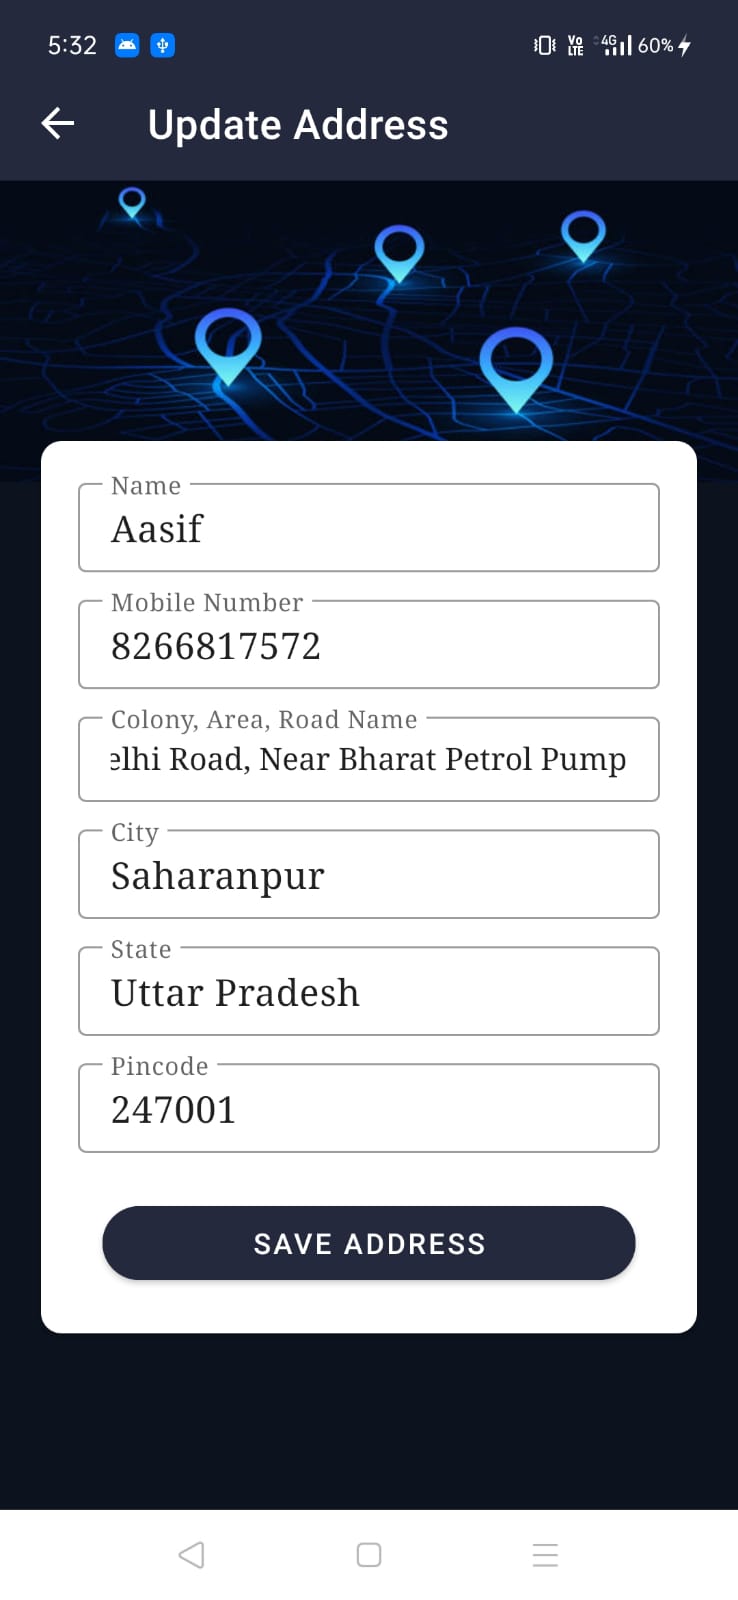 5:32 Vo LTE 4G 60%
Update Address
Name
Aasif
Mobile Number
8266817572
Colony, Area, Road Name
elhi Road, Near Bharat Petrol Pump
City
Saharanpur
State
Uttar Pradesh
Pincode
247001
SAVE ADDRESS